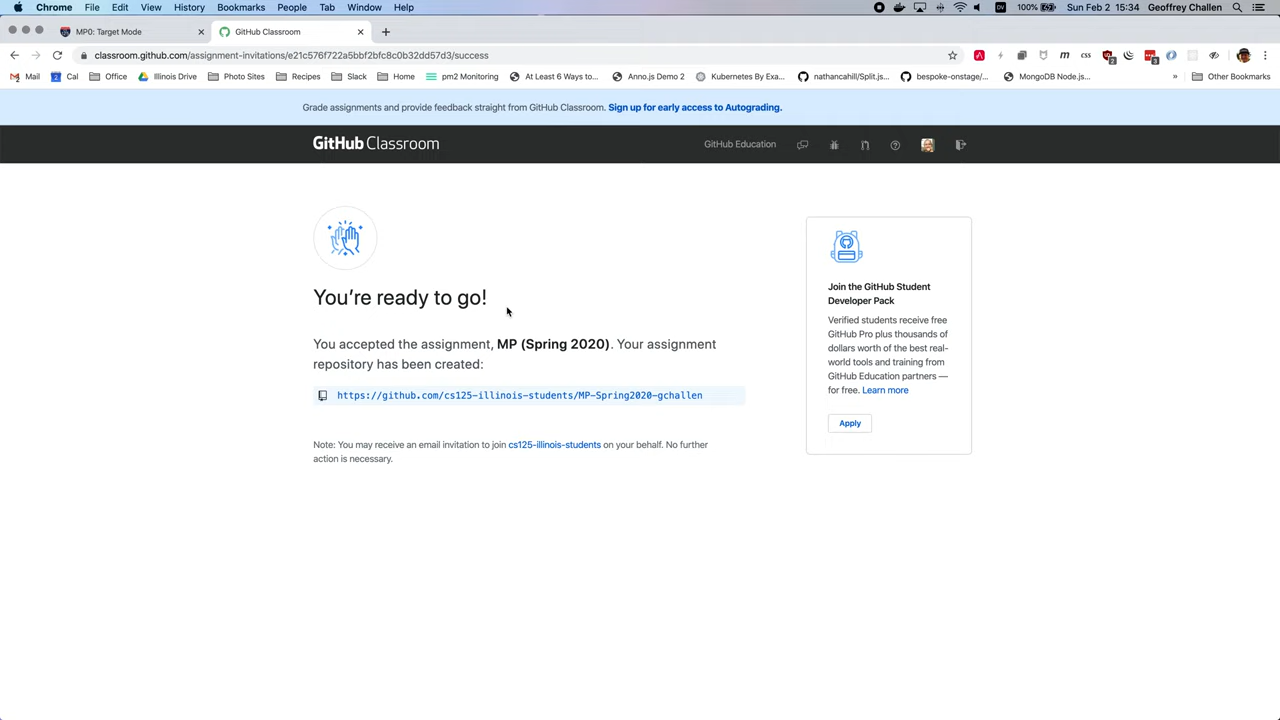 Chrome File Edit View History Bookmarks People Tab Window Help 100% Sun Feb 2 15:34 Geoffrey Challen
MP0: Target Mode GitHub Classroom
classroom.github.com/assignment-invitations/e21c576f722a5bbf2bfc8c0b32dd57d3/success
Mail Cal Office Illinois Drive Photo Sites Recipes Slack Home pm2 Monitoring At Least 6 Ways to... Anno.js Demo 2 Kubernetes By Exa... nathancahill/Split.js... bespoke-onstage/... MongoDB Node.js... » Other Bookmarks
Grade assignments and provide feedback straight from GitHub Classroom. Sign up for early access to Autograding.
GitHub Classroom GitHub Education
You're ready to go!
You accepted the assignment, MP (Spring 2020). Your assignment
repository has been created:
https://github.com/cs125-illinois-students/MP-Spring2020-gchallen
Note: You may receive an email invitation to join cs125-illinois-students on your behalf. No further
action is necessary.
Join the GitHub Student
Developer Pack
Verified students receive free
GitHub Pro plus thousands of
dollars worth of the best real-
world tools and training from
GitHub Education partners —
for free. Learn more
Apply